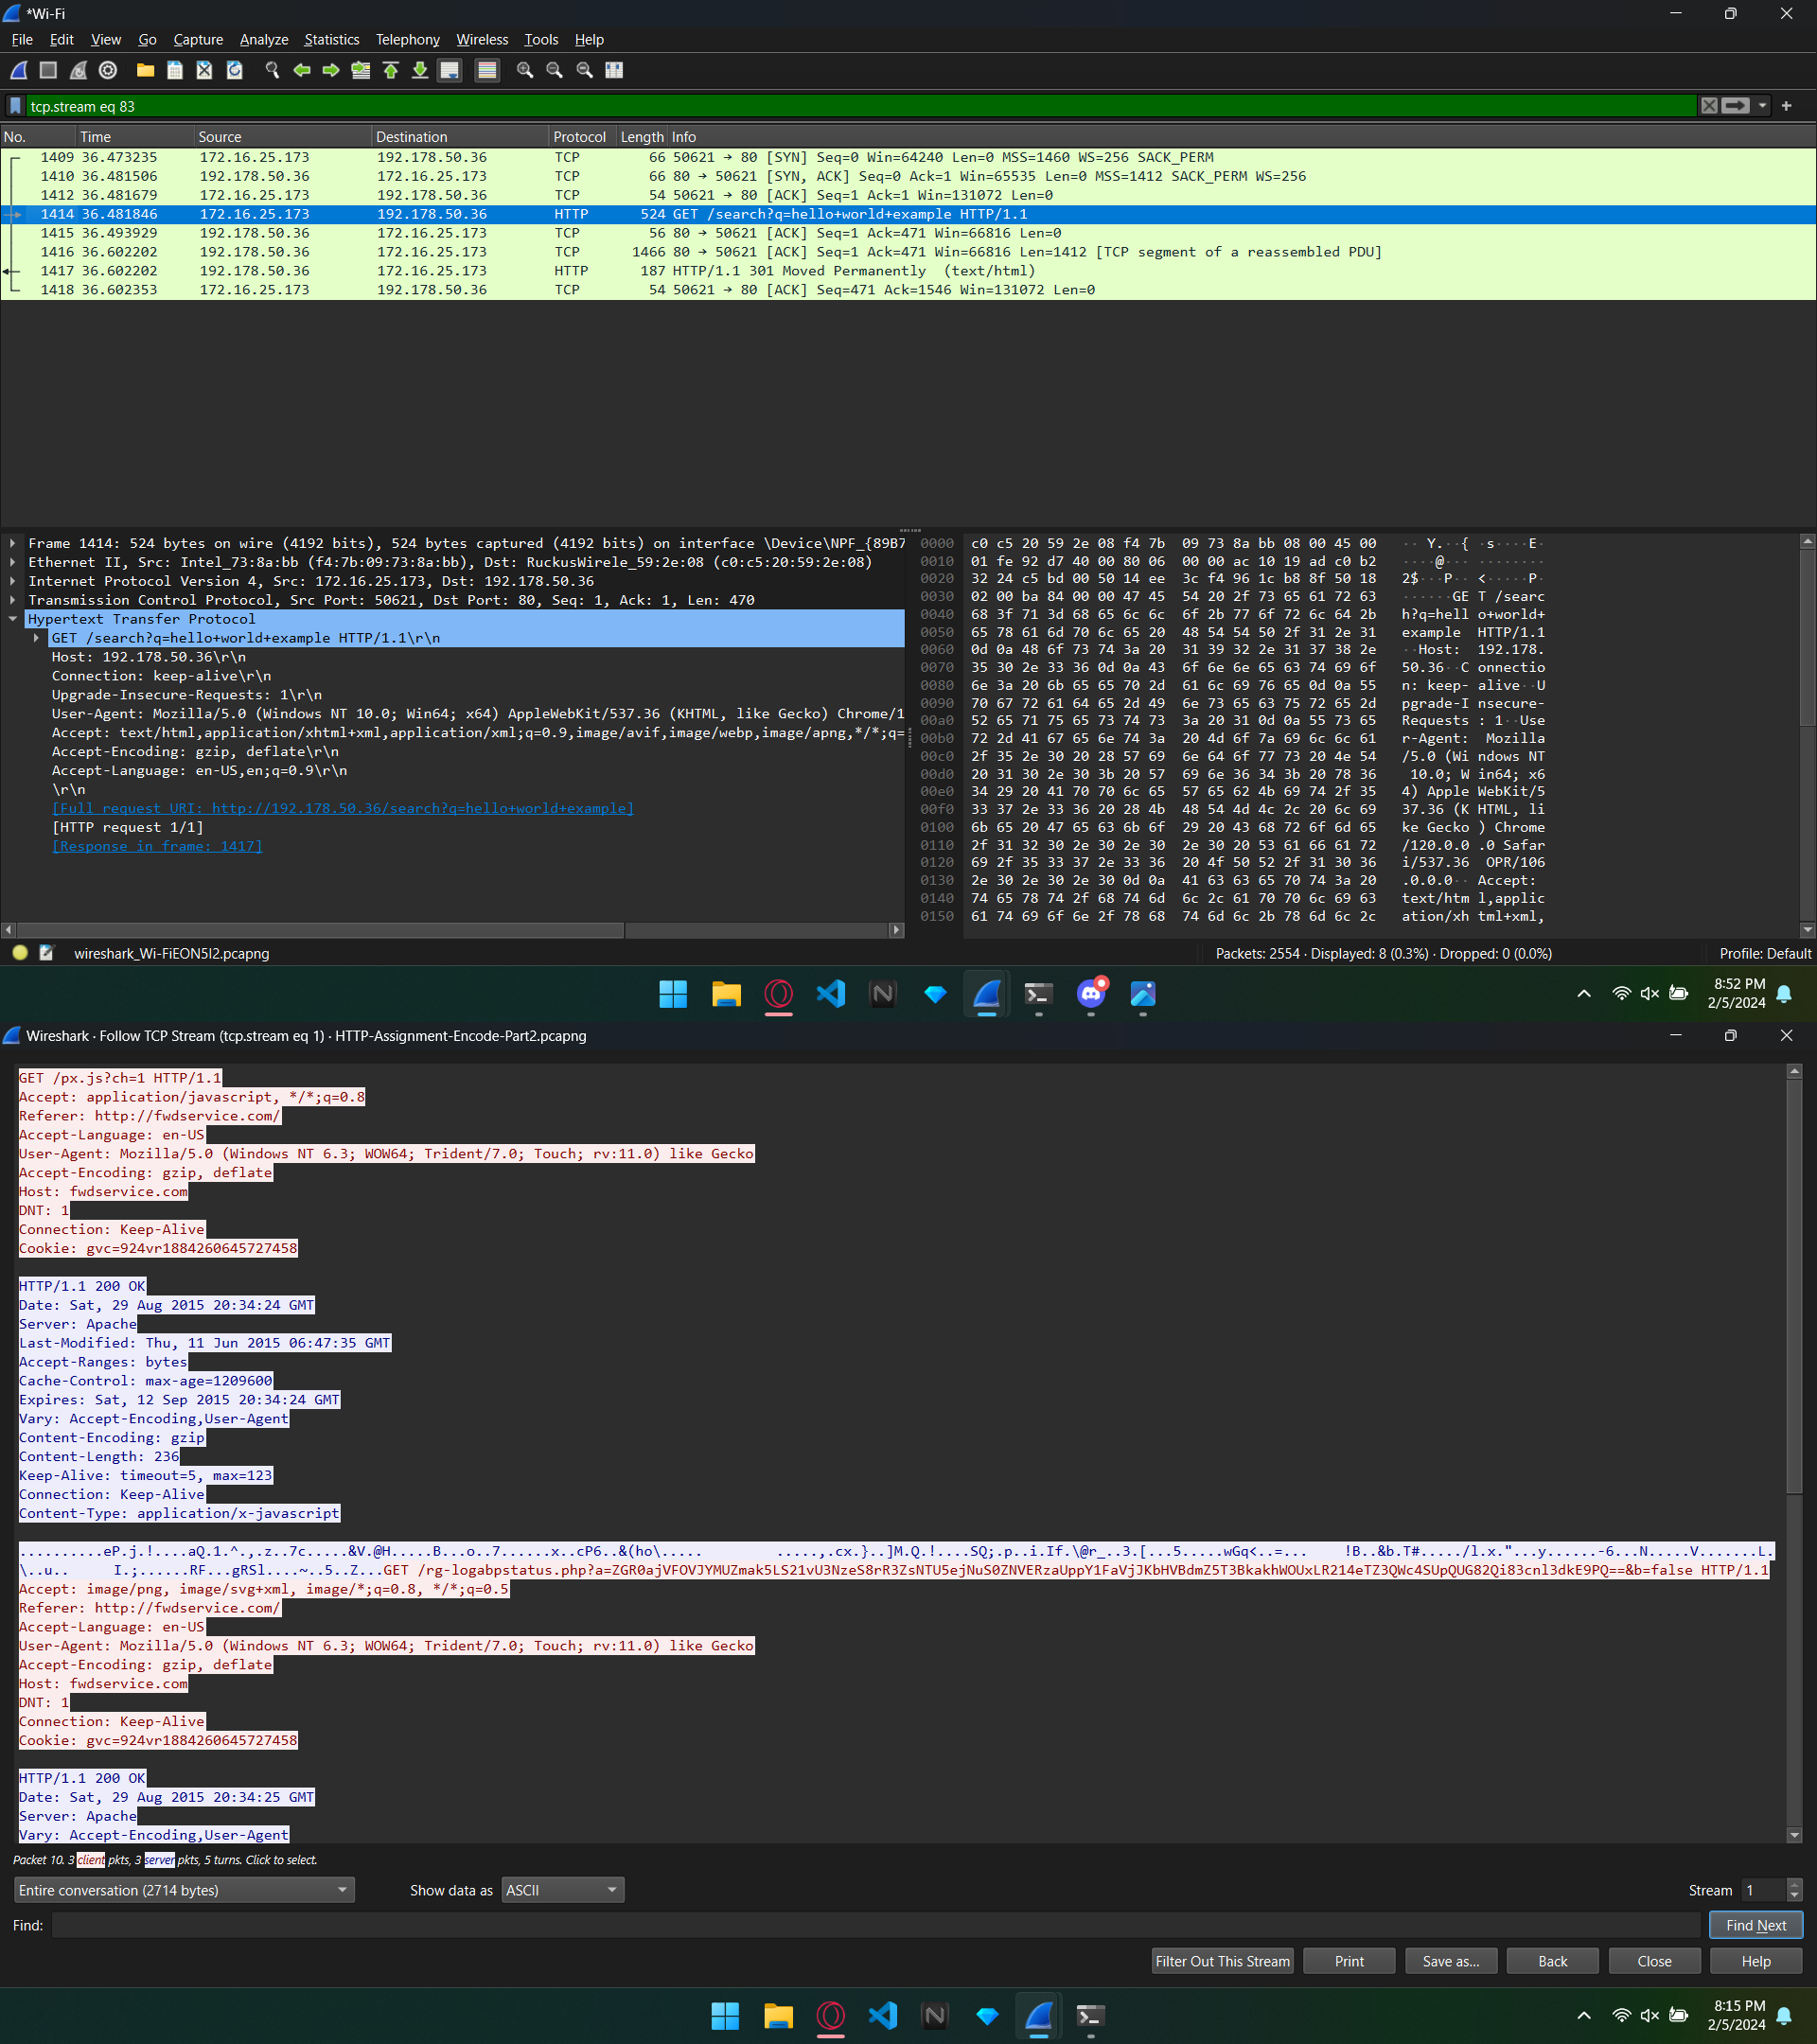 *Wi-Fi
File Edit View Go Capture Analyze Statistics Telephony Wireless Tools Help
tcp.stream eq 83
No. Time Source Destination Protocol Length Info
1409 36.473235 172.16.25.173 192.178.50.36 TCP 66 50621 → 80 [SYN] Seq=0 Win=64240 Len=0 MSS=1460 WS=256 SACK_PERM
1410 36.481506 192.178.50.36 172.16.25.173 TCP 66 80 → 50621 [SYN, ACK] Seq=0 Ack=1 Win=65535 Len=0 MSS=1412 SACK_PERM WS=256
1412 36.481679 172.16.25.173 192.178.50.36 TCP 54 50621 → 80 [ACK] Seq=1 Ack=1 Win=131072 Len=0
1414 36.481846 172.16.25.173 192.178.50.36 HTTP 524 GET /search?q=hello+world+example HTTP/1.1
1415 36.493929 192.178.50.36 172.16.25.173 TCP 56 80 → 50621 [ACK] Seq=1 Ack=471 Win=66816 Len=0
1416 36.602202 192.178.50.36 172.16.25.173 TCP 1466 80 → 50621 [ACK] Seq=1 Ack=471 Win=66816 Len=1412 [TCP segment of a reassembled PDU]
1417 36.602202 192.178.50.36 172.16.25.173 HTTP 187 HTTP/1.1 301 Moved Permanently  (text/html)
1418 36.602353 172.16.25.173 192.178.50.36 TCP 54 50621 → 80 [ACK] Seq=471 Ack=1546 Win=131072 Len=0
Frame 1414: 524 bytes on wire (4192 bits), 524 bytes captured (4192 bits) on interface \Device\NPF_{89B7
Ethernet II, Src: Intel_73:8a:bb (f4:7b:09:73:8a:bb), Dst: RuckusWirele_59:2e:08 (c0:c5:20:59:2e:08)
Internet Protocol Version 4, Src: 172.16.25.173, Dst: 192.178.50.36
Transmission Control Protocol, Src Port: 50621, Dst Port: 80, Seq: 1, Ack: 1, Len: 470
Hypertext Transfer Protocol
GET /search?q=hello+world+example HTTP/1.1\r\n
Host: 192.178.50.36\r\n
Connection: keep-alive\r\n
Upgrade-Insecure-Requests: 1\r\n
User-Agent: Mozilla/5.0 (Windows NT 10.0; Win64; x64) AppleWebKit/537.36 (KHTML, like Gecko) Chrome/1
Accept: text/html,application/xhtml+xml,application/xml;q=0.9,image/avif,image/webp,image/apng,*/*;q=
Accept-Encoding: gzip, deflate\r\n
Accept-Language: en-US,en;q=0.9\r\n
\r\n
[Full request URI: http://192.178.50.36/search?q=hello+world+example]
[HTTP request 1/1]
[Response in frame: 1417]
0000 c0 c5 20 59 2e 08 f4 7b 09 73 8a bb 08 00 45 00 ·· Y.··{ ·s····E·
0010 01 fe 92 d7 40 00 80 06 00 00 ac 10 19 ad c0 b2 ····@··· ········
0020 32 24 c5 bd 00 50 14 ee 3c f4 96 1c b8 8f 50 18 2$···P·· <·····P·
0030 02 00 ba 84 00 00 47 45 54 20 2f 73 65 61 72 63 ······GE T /searc
0040 68 3f 71 3d 68 65 6c 6c 6f 2b 77 6f 72 6c 64 2b h?q=hell o+world+
0050 65 78 61 6d 70 6c 65 20 48 54 54 50 2f 31 2e 31 example  HTTP/1.1
0060 0d 0a 48 6f 73 74 3a 20 31 39 32 2e 31 37 38 2e ··Host:  192.178.
0070 35 30 2e 33 36 0d 0a 43 6f 6e 6e 65 63 74 69 6f 50.36··C onnectio
0080 6e 3a 20 6b 65 65 70 2d 61 6c 69 76 65 0d 0a 55 n: keep- alive··U
0090 70 67 72 61 64 65 2d 49 6e 73 65 63 75 72 65 2d pgrade-I nsecure-
00a0 52 65 71 75 65 73 74 73 3a 20 31 0d 0a 55 73 65 Requests : 1··Use
00b0 72 2d 41 67 65 6e 74 3a 20 4d 6f 7a 69 6c 6c 61 r-Agent:  Mozilla
00c0 2f 35 2e 30 20 28 57 69 6e 64 6f 77 73 20 4e 54 /5.0 (Wi ndows NT
00d0 20 31 30 2e 30 3b 20 57 69 6e 36 34 3b 20 78 36 10.0; W in64; x6
00e0 34 29 20 41 70 70 6c 65 57 65 62 4b 69 74 2f 35 4) Apple WebKit/5
00f0 33 37 2e 33 36 20 28 4b 48 54 4d 4c 2c 20 6c 69 37.36 (K HTML, li
0100 6b 65 20 47 65 63 6b 6f 29 20 43 68 72 6f 6d 65 ke Gecko ) Chrome
0110 2f 31 32 30 2e 30 2e 30 2e 30 20 53 61 66 61 72 /120.0.0 .0 Safar
0120 69 2f 35 33 37 2e 33 36 20 4f 50 52 2f 31 30 36 i/537.36  OPR/106
0130 2e 30 2e 30 2e 30 0d 0a 41 63 63 65 70 74 3a 20 .0.0.0·· Accept:
0140 74 65 78 74 2f 68 74 6d 6c 2c 61 70 70 6c 69 63 text/htm l,applic
0150 61 74 69 6f 6e 2f 78 68 74 6d 6c 2b 78 6d 6c 2c ation/xh tml+xml,
wireshark_Wi-FiEON5I2.pcapng
Packets: 2554 · Displayed: 8 (0.3%) · Dropped: 0 (0.0%)
Profile: Default
8:52 PM
2/5/2024
Wireshark · Follow TCP Stream (tcp.stream eq 1) · HTTP-Assignment-Encode-Part2.pcapng
GET /px.js?ch=1 HTTP/1.1
Accept: application/javascript, */*;q=0.8
Referer: http://fwdservice.com/
Accept-Language: en-US
User-Agent: Mozilla/5.0 (Windows NT 6.3; WOW64; Trident/7.0; Touch; rv:11.0) like Gecko
Accept-Encoding: gzip, deflate
Host: fwdservice.com
DNT: 1
Connection: Keep-Alive
Cookie: gvc=924vr1884260645727458
HTTP/1.1 200 OK
Date: Sat, 29 Aug 2015 20:34:24 GMT
Server: Apache
Last-Modified: Thu, 11 Jun 2015 06:47:35 GMT
Accept-Ranges: bytes
Cache-Control: max-age=1209600
Expires: Sat, 12 Sep 2015 20:34:24 GMT
Vary: Accept-Encoding,User-Agent
Content-Encoding: gzip
Content-Length: 236
Keep-Alive: timeout=5, max=123
Connection: Keep-Alive
Content-Type: application/x-javascript
..........eP.j.!....aQ.1.^.,.z..7c.....&V.@H.....B...o..7......x..cP6..&(ho\..... .....,.cx.}..]M.Q.!....SQ;.p..i.If.\@r_..3.[...5.....wGq<..=... !B..&b.T#...../l.x."...y......-6...N.....V.......L.
\..u.. I.;......RF...gRSl....~..5..Z...GET /rg-logabpstatus.php?a=ZGR0ajVFOVJYMUZmak5LS21vU3NzeS8rR3ZsNTU5ejNuS0ZNVERzaUppY1FaVjJKbHVBdmZ5T3BkakhWOUxLR214eTZ3QWc4SUpQUG82Qi83cnl3dkE9PQ==&b=false HTTP/1.1
Accept: image/png, image/svg+xml, image/*;q=0.8, */*;q=0.5
Referer: http://fwdservice.com/
Accept-Language: en-US
User-Agent: Mozilla/5.0 (Windows NT 6.3; WOW64; Trident/7.0; Touch; rv:11.0) like Gecko
Accept-Encoding: gzip, deflate
Host: fwdservice.com
DNT: 1
Connection: Keep-Alive
Cookie: gvc=924vr1884260645727458
HTTP/1.1 200 OK
Date: Sat, 29 Aug 2015 20:34:25 GMT
Server: Apache
Vary: Accept-Encoding,User-Agent
Packet 10. 3 client pkts, 3 server pkts, 5 turns. Click to select.
Entire conversation (2714 bytes) Show data as ASCII Stream 1
Find: Find Next
Filter Out This Stream Print Save as... Back Close Help
8:15 PM
2/5/2024